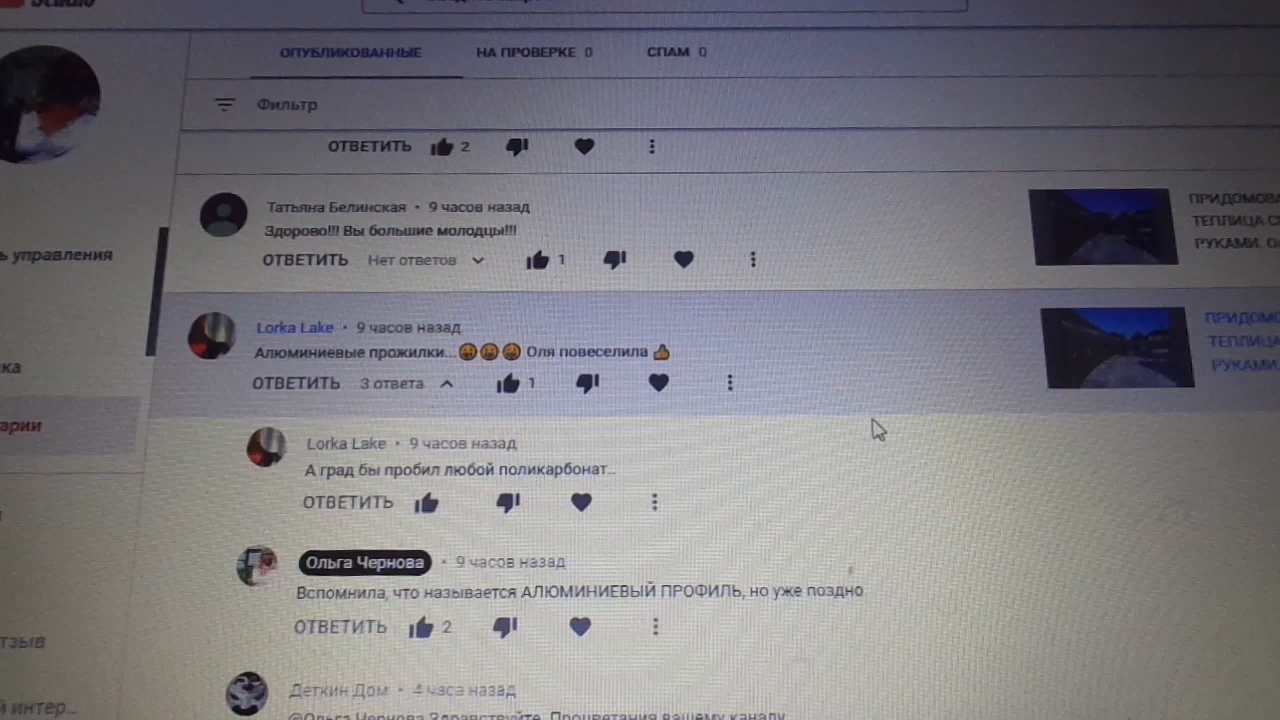 Studio
ОПУБЛИКОВАННЫЕ НА ПРОВЕРКЕ 0 СПАМ 0
Фильтр
ОТВЕТИТЬ 2
Татьяна Белинская • 9 часов назад
Здорово!!! Вы большие молодцы!!!
ОТВЕТИТЬ Нет ответов 1
ПРИДОМОВА
ТЕПЛИЦА С
РУКАМИ. О
ь управления
Lorka Lake • 9 часов назад
Алюминиевые прожилки... Оля повеселила
ОТВЕТИТЬ 3 ответа 1
ПРИДОМО
ТЕПЛИЦА
РУКАМИ
ка
арии
Lorka Lake • 9 часов назад
А град бы пробил любой поликарбонат...
ОТВЕТИТЬ
Ольга Чернова • 9 часов назад
Вспомнила, что называется АЛЮМИНИЕВЫЙ ПРОФИЛЬ, но уже поздно
ОТВЕТИТЬ 2
тзыв
й интер...
Деткин Дом • 4 часа назад
@Ольга Чернова Здравствуйте. Процветания вашему каналу